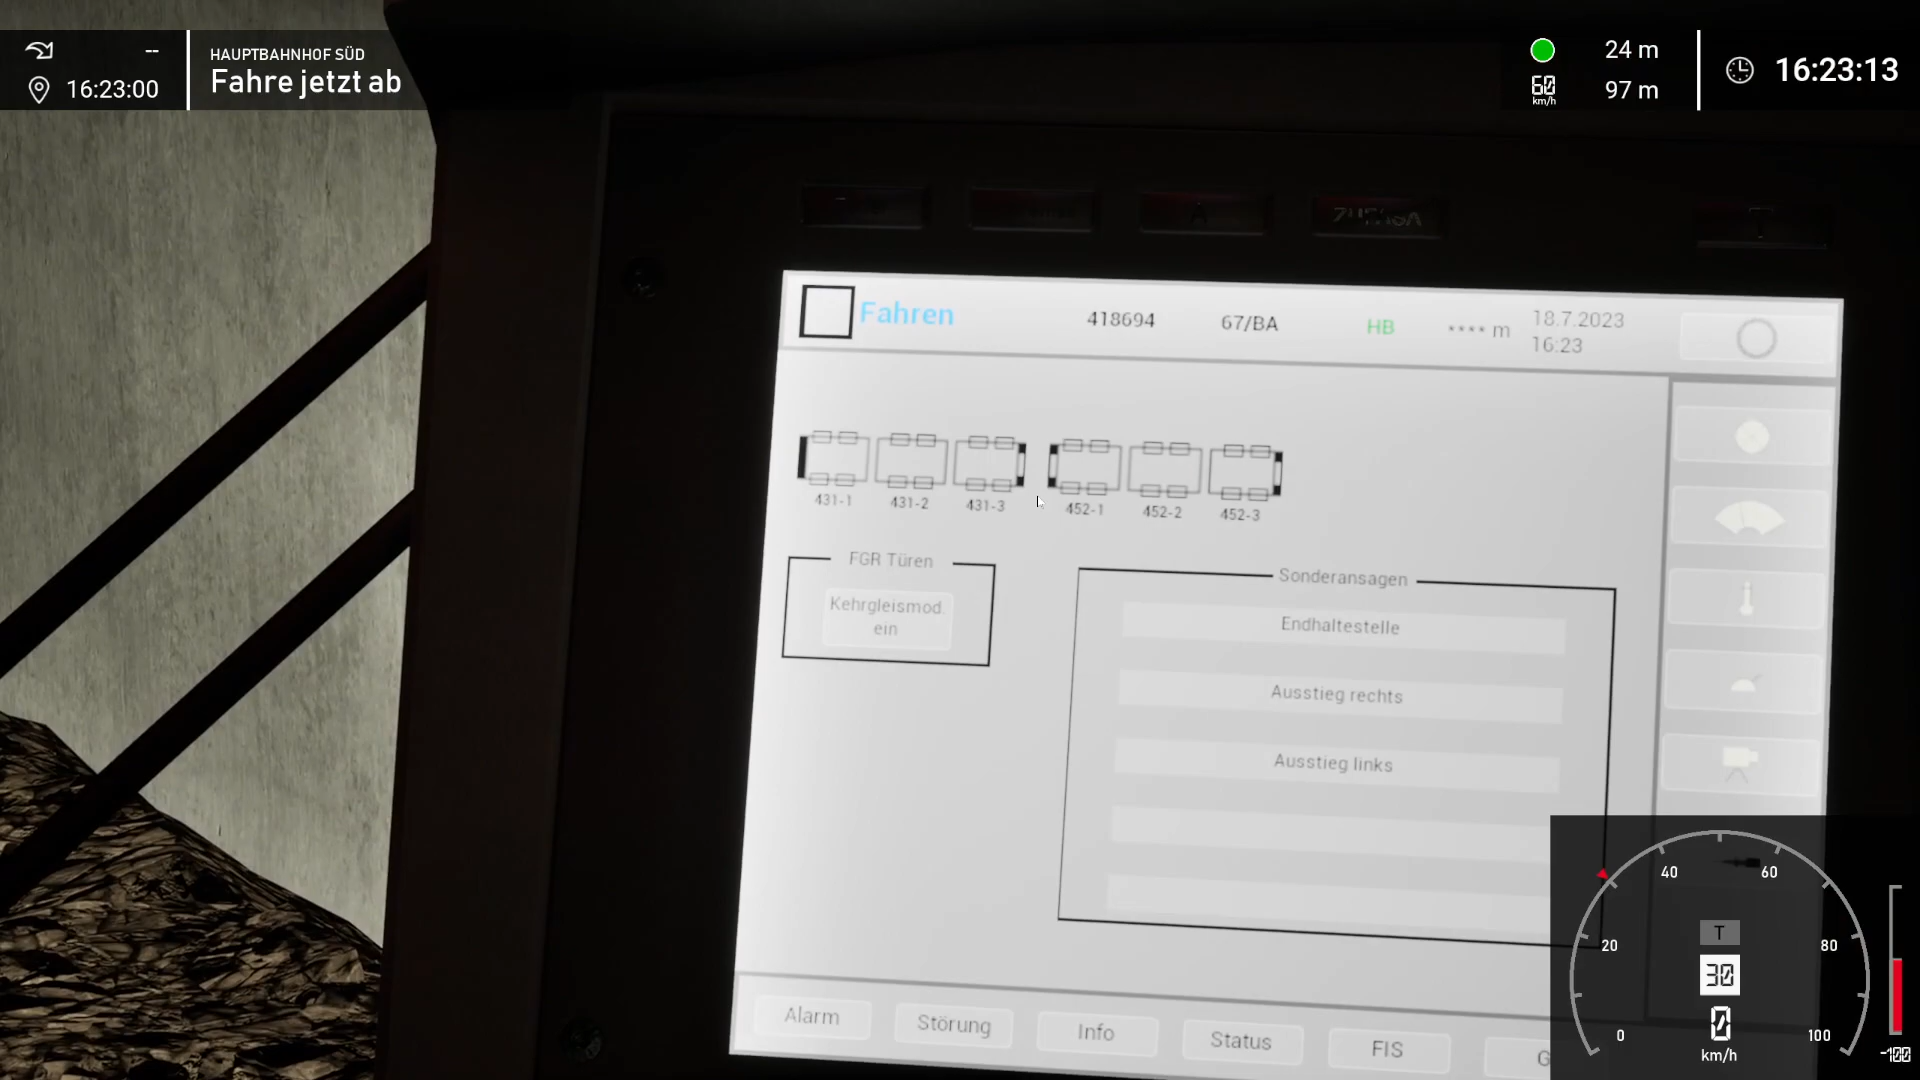 --
16:23:00
HAUPTBAHNHOF SÜD
Fahre jetzt ab
24 m
60 km/h
97 m
16:23:13
A
T
Fahren
418694
67/BA
HB
**** m
18.7.2023
16:23
431-1
431-2
431-3
452-1
452-2
452-3
FGR Türen
Kehrgleismod.
ein
Sonderansagen
Endhaltestelle
Ausstieg rechts
Ausstieg links
Alarm
Störung
Info
Status
FIS
0
20
40
60
80
100
T
30
0
km/h
-100